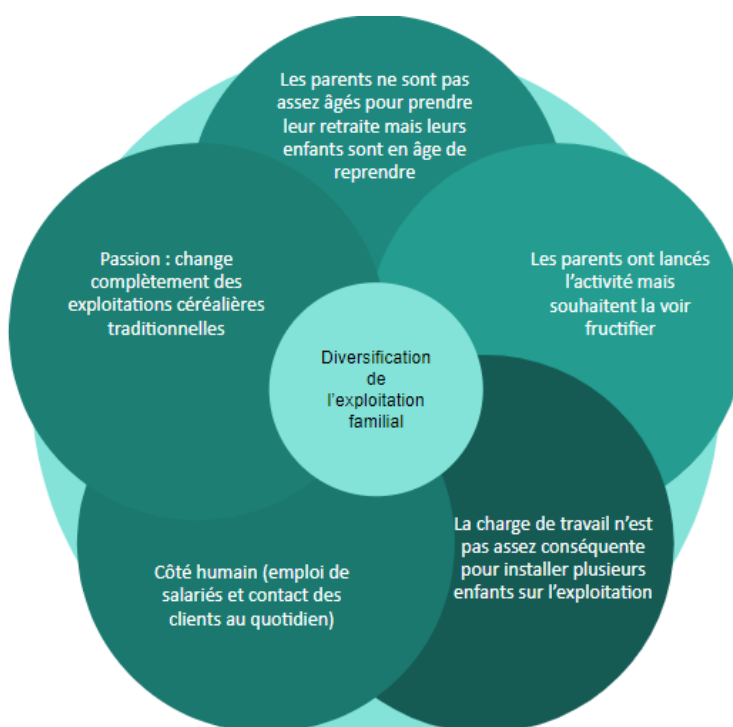 Les parents ne sont pas
assez âgés pour prendre
leur retraite mais leurs
enfants sont en âge de
reprendre
Passion : change
complètement des
exploitations céréalières
traditionnelles
Les parents ont lancés
l'activité mais
souhaitent la voir
fructifier
Diversification
de
l'exploitation
familial
La charge de travail n'est
pas assez conséquente
pour installer plusieurs
enfants sur l'exploitation
Côté humain (emploi de
salariés et contact des
clients au quotidien)